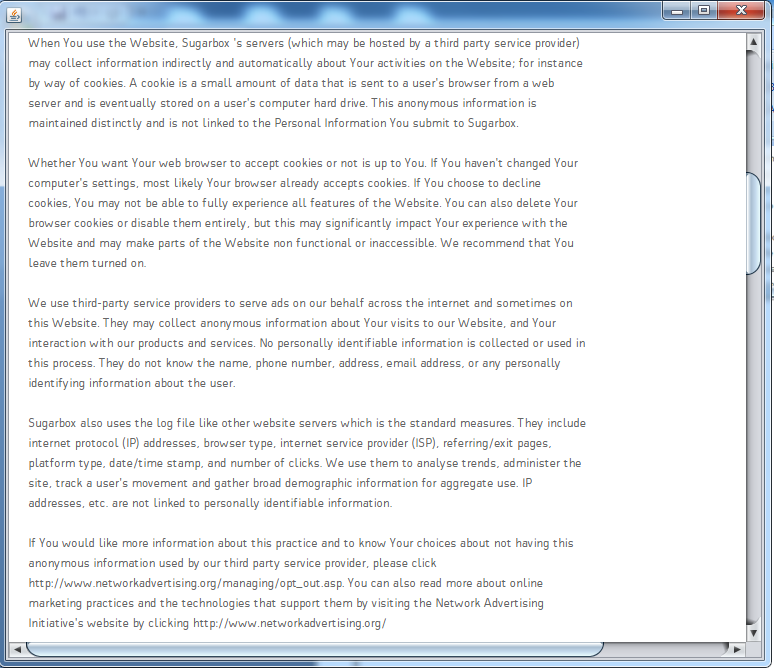 When You use the Website, Sugarbox 's servers (which may be hosted by a third party service provider)
may collect information indirectly and automatically about Your activities on the Website; for instance
by way of cookies. A cookie is a small amount of data that is sent to a user's browser from a web
server and is eventually stored on a user's computer hard drive. This anonymous information is
maintained distinctly and is not linked to the Personal Information You submit to Sugarbox.
Whether You want Your web browser to accept cookies or not is up to You. If You haven't changed Your
computer's settings, most likely Your browser already accepts cookies. If You choose to decline
cookies, You may not be able to fully experience all features of the Website. You can also delete Your
browser cookies or disable them entirely, but this may significantly impact Your experience with the
Website and may make parts of the Website non functional or inaccessible. We recommend that You
leave them turned on.
We use third-party service providers to serve ads on our behalf across the internet and sometimes on
this Website. They may collect anonymous information about Your visits to our Website, and Your
interaction with our products and services. No personally identifiable information is collected or used in
this process. They do not know the name, phone number, address, email address, or any personally
identifying information about the user.
Sugarbox also uses the log file like other website servers which is the standard measures. They include
internet protocol (IP) addresses, browser type, internet service provider (ISP), referring/exit pages,
platform type, date/time stamp, and number of clicks. We use them to analyse trends, administer the
site, track a user's movement and gather broad demographic information for aggregate use. IP
addresses, etc. are not linked to personally identifiable information.
If You would like more information about this practice and to know Your choices about not having this
anonymous information used by our third party service provider, please click
http://www.networkadvertising.org/managing/opt_out.asp. You can also read more about online
marketing practices and the technologies that support them by visiting the Network Advertising
Initiative's website by clicking http://www.networkadvertising.org/